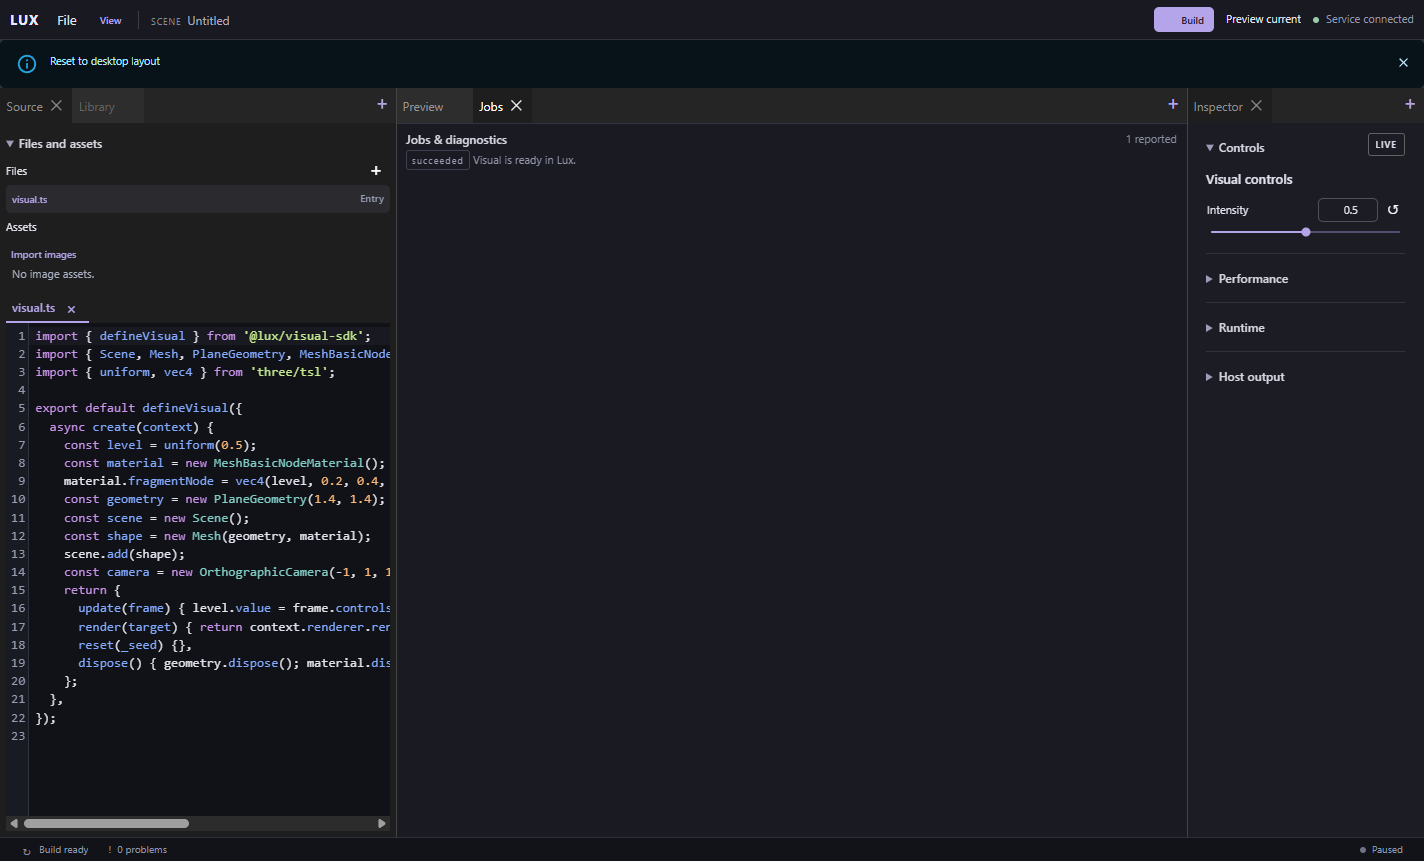 LUX File View SCENE Untitled Build Preview current Service connected
Reset to desktop layout
Source Library
Files and assets
Files
visual.ts Entry
Assets
Import images
No image assets.
visual.ts
1 import { defineVisual } from '@lux/visual-sdk';
2 import { Scene, Mesh, PlaneGeometry, MeshBasicNode
3 import { uniform, vec4 } from 'three/tsl';
4
5 export default defineVisual({
6 async create(context) {
7 const level = uniform(0.5);
8 const material = new MeshBasicNodeMaterial();
9 material.fragmentNode = vec4(level, 0.2, 0.4,
10 const geometry = new PlaneGeometry(1.4, 1.4);
11 const scene = new Scene();
12 const shape = new Mesh(geometry, material);
13 scene.add(shape);
14 const camera = new OrthographicCamera(-1, 1, 1
15 return {
16 update(frame) { level.value = frame.controls
17 render(target) { return context.renderer.rer
18 reset(_seed) {},
19 dispose() { geometry.dispose(); material.dis
20 };
21 },
22 });
23
Preview Jobs
Jobs & diagnostics 1 reported
succeeded Visual is ready in Lux.
Inspector
Controls LIVE
Visual controls
Intensity 0.5
Performance
Runtime
Host output
Build ready ! 0 problems Paused